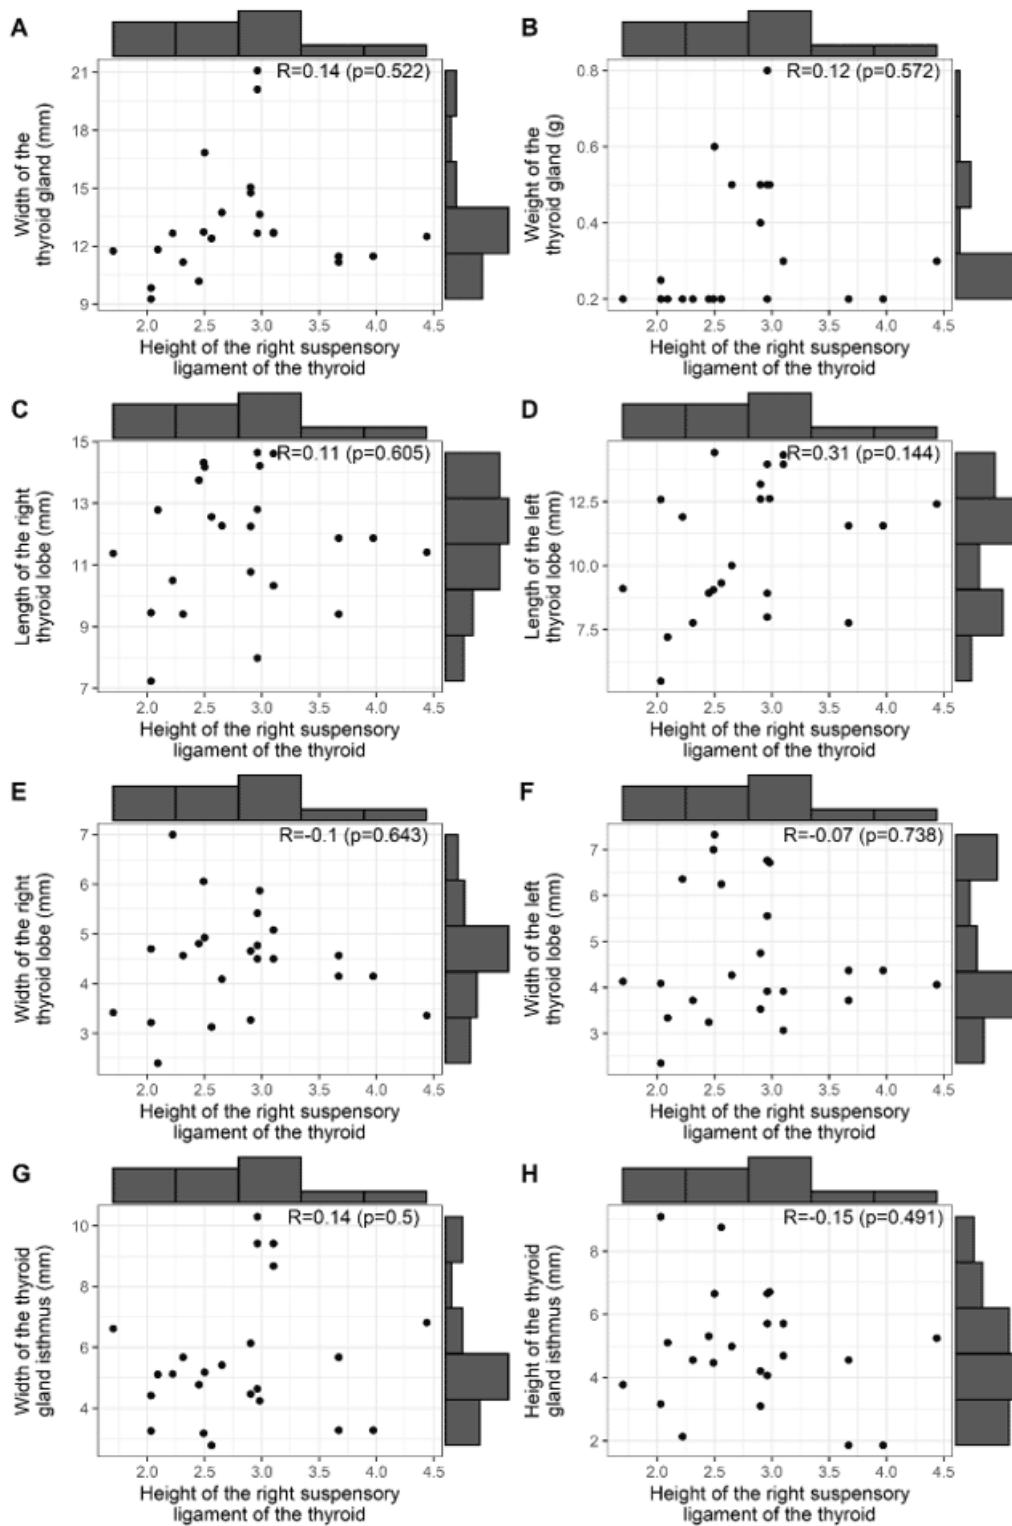 A
R=0.14 (p=0.522)
Width of the
thyroid gland (mm)
21
18
15
12
9
2.0 2.5 3.0 3.5 4.0 4.5
Height of the right suspensory
ligament of the thyroid
B
R=0.12 (p=0.572)
Weight of the
thyroid gland (g)
0.8
0.6
0.4
0.2
2.0 2.5 3.0 3.5 4.0 4.5
Height of the right suspensory
ligament of the thyroid
C
R=0.11 (p=0.605)
Length of the right
thyroid lobe (mm)
15
13
11
9
7
2.0 2.5 3.0 3.5 4.0 4.5
Height of the right suspensory
ligament of the thyroid
D
R=0.31 (p=0.144)
Length of the left
thyroid lobe (mm)
12.5
10.0
7.5
2.0 2.5 3.0 3.5 4.0 4.5
Height of the right suspensory
ligament of the thyroid
E
R=-0.1 (p=0.643)
Width of the right
thyroid lobe (mm)
7
6
5
4
3
2.0 2.5 3.0 3.5 4.0 4.5
Height of the right suspensory
ligament of the thyroid
F
R=-0.07 (p=0.738)
Width of the left
thyroid lobe (mm)
7
6
5
4
3
2.0 2.5 3.0 3.5 4.0 4.5
Height of the right suspensory
ligament of the thyroid
G
R=0.14 (p=0.5)
Width of the thyroid
gland isthmus (mm)
10
8
6
4
2.0 2.5 3.0 3.5 4.0 4.5
Height of the right suspensory
ligament of the thyroid
H
R=-0.15 (p=0.491)
Height of the thyroid
gland isthmus (mm)
8
6
4
2
2.0 2.5 3.0 3.5 4.0 4.5
Height of the right suspensory
ligament of the thyroid